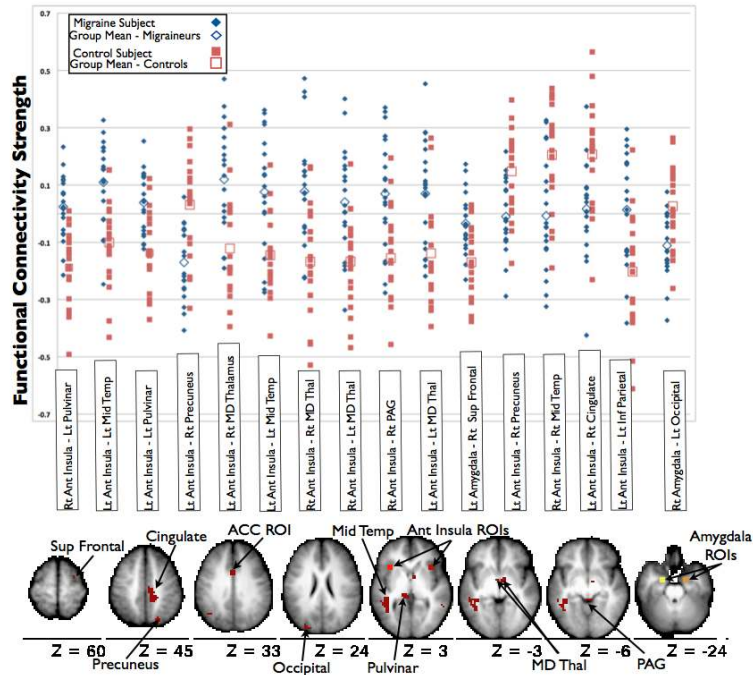 Migraine Subject
Group Mean - Migraineurs
Control Subject
Group Mean - Controls
Functional Connectivity Strength
0.7
0.5
0.3
0.1
-0.1
-0.3
-0.5
-0.7
Rt Ant Insula - Lt Pulvinar
Lt Ant Insula - Lt Mid Temp
Lt Ant Insula - Lt Pulvinar
Rt Ant Insula - Rt Precuneus
Lt Ant Insula - Rt MD Thalamus
Lt Ant Insula - Lt Mid Temp
Rt Ant Insula - Rt MD Thal
Rt Ant Insula - Lt MD Thal
Rt Ant Insula - Rt PAG
Lt Ant Insula - Lt MD Thal
Lt Amygdala - Rt Sup Frontal
Lt Ant Insula - Rt Precuneus
Rt Ant Insula - Rt Mid Temp
Lt Ant Insula - Rt Cingulate
Lt Ant Insula - Lt Inf Parietal
Rt Amygdala - Lt Occipital
Sup Frontal
Cingulate
ACC ROI
Mid Temp
Ant Insula ROIs
Amygdala
ROIs
Z = 60
Z = 45
Z = 33
Z = 24
Z = 3
Z = -3
Z = -6
Z = -24
Precuneus
Occipital
Pulvinar
MD Thal
PAG